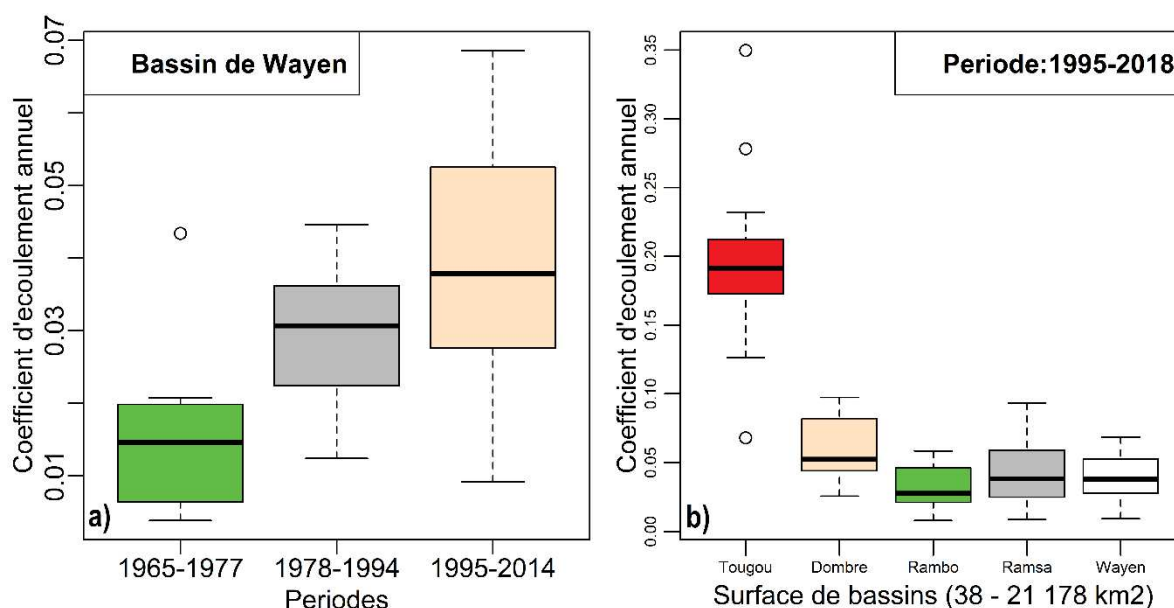 Bassin de Wayen
Coefficient d'ecoulement annuel
0.07
0.05
0.03
0.01
a)
1965-1977
1978-1994
1995-2014
Periodes
Periode:1995-2018
Coefficient d'ecoulement annuel
0.35
0.30
0.25
0.20
0.15
0.10
0.05
0.00
b)
Tougou
Dombre
Rambo
Ramsa
Wayen
Surface de bassins (38 - 21 178 km2)